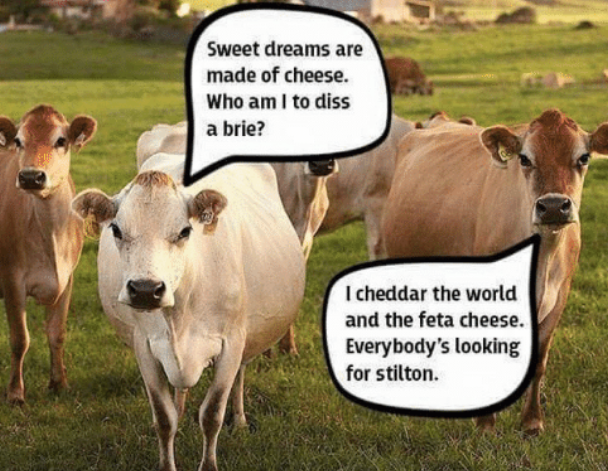 Sweet dreams are
made of cheese.
Who am I to diss
a brie?
I cheddar the world
and the feta cheese.
Everybody's looking
for stilton.